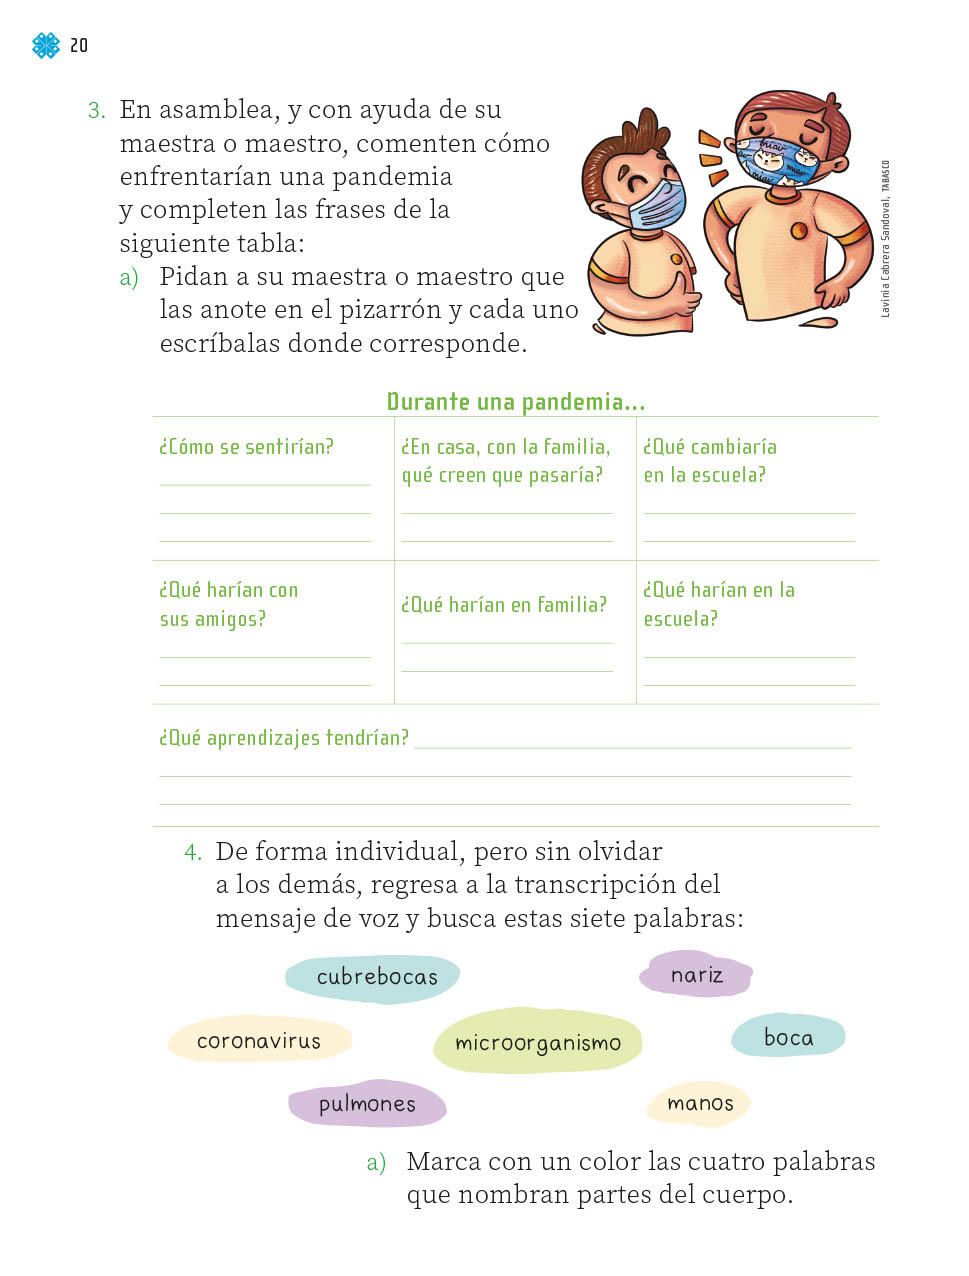 20
3. En asamblea, y con ayuda de su
maestra o maestro, comenten cómo
enfrentarían una pandemia
y completen las frases de la
siguiente tabla:
a) Pidan a su maestra o maestro que
las anote en el pizarrón y cada uno
escríbalas donde corresponde.
miau
miau
miau
miau
Lavinia Cabrera Sandoval, TABASCO
Durante una pandemia...
¿Cómo se sentirían?
¿En casa, con la familia,
qué creen que pasaría?
¿Qué cambiaría
en la escuela?
¿Qué harían con
sus amigos?
¿Qué harían en familia?
¿Qué harían en la
escuela?
¿Qué aprendizajes tendrían?
4. De forma individual, pero sin olvidar
a los demás, regresa a la transcripción del
mensaje de voz y busca estas siete palabras:
cubrebocas
nariz
coronavirus
microorganismo
boca
pulmones
manos
a) Marca con un color las cuatro palabras
que nombran partes del cuerpo.